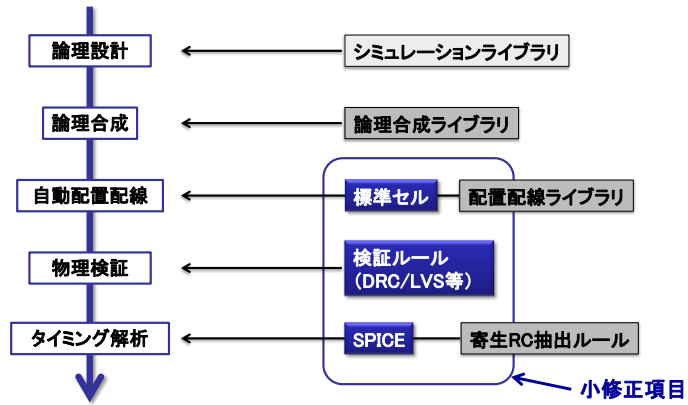 論理設計
シミュレーションライブラリ
論理合成
論理合成ライブラリ
自動配置配線
標準セル
配置配線ライブラリ
物理検証
検証ルール
（DRC/LVS等）
タイミング解析
SPICE
寄生RC抽出ルール
小修正項目